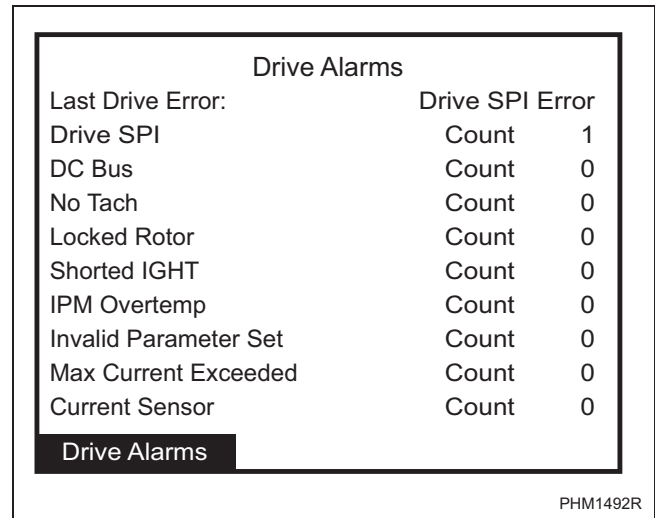 Drive Alarms
Last Drive Error: Drive SPI Error
Drive SPI Count 1
DC Bus Count 0
No Tach Count 0
Locked Rotor Count 0
Shorted IGHT Count 0
IPM Overtemp Count 0
Invalid Parameter Set Count 0
Max Current Exceeded Count 0
Current Sensor Count 0
Drive Alarms
PHM1492R